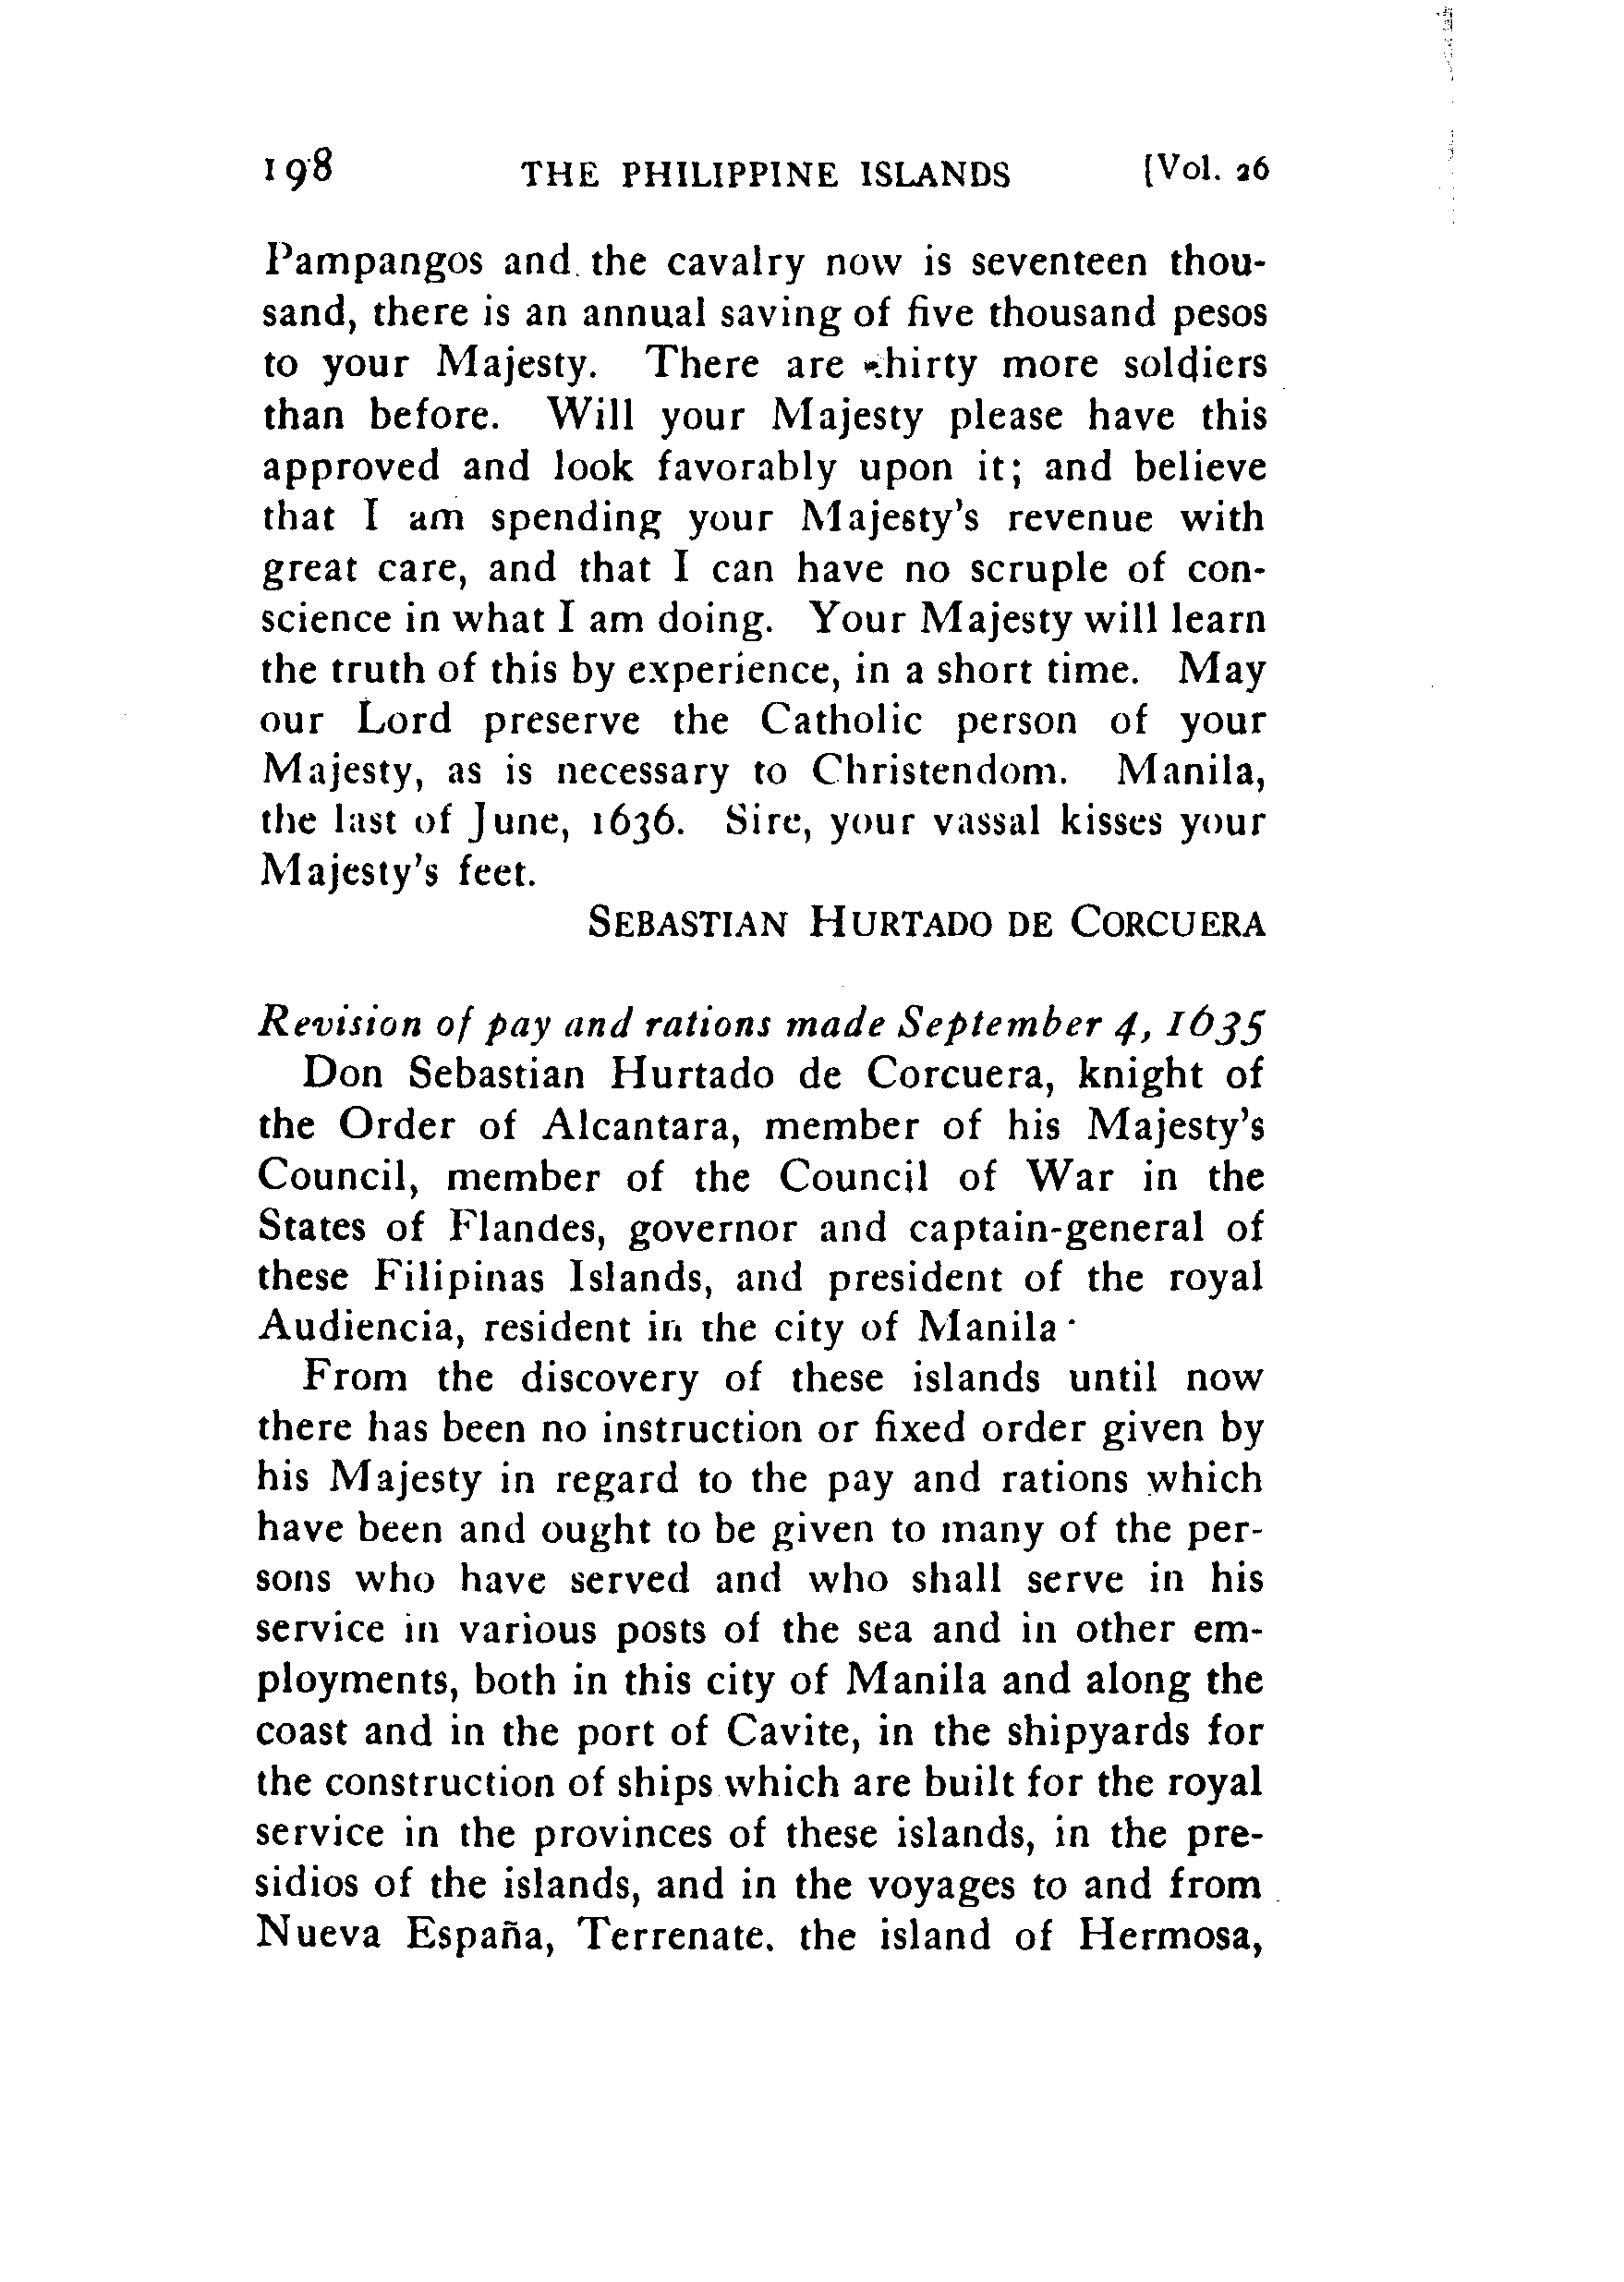 198 THE PHILIPPINE ISLANDS [Vol. 26
Pampangos and the cavalry now is seventeen thou-
sand, there is an annual saving of five thousand pesos
to your Majesty. There are thirty more soldiers
than before. Will your Majesty please have this
approved and look favorably upon it; and believe
that I am spending your Majesty's revenue with
great care, and that I can have no scruple of con-
science in what I am doing. Your Majesty will learn
the truth of this by experience, in a short time. May
our Lord preserve the Catholic person of your
Majesty, as is necessary to Christendom. Manila,
the last of June, 1636. Sire, your vassal kisses your
Majesty's feet.
SEBASTIAN HURTADO DE CORCUERA
Revision of pay and rations made September 4, 1635
Don Sebastian Hurtado de Corcuera, knight of
the Order of Alcantara, member of his Majesty's
Council, member of the Council of War in the
States of Flandes, governor and captain-general of
these Filipinas Islands, and president of the royal
Audiencia, resident in the city of Manila·
From the discovery of these islands until now
there has been no instruction or fixed order given by
his Majesty in regard to the pay and rations which
have been and ought to be given to many of the per-
sons who have served and who shall serve in his
service in various posts of the sea and in other em-
ployments, both in this city of Manila and along the
coast and in the port of Cavite, in the shipyards for
the construction of ships which are built for the royal
service in the provinces of these islands, in the pre-
sidios of the islands, and in the voyages to and from
Nueva España, Terrenate. the island of Hermosa,